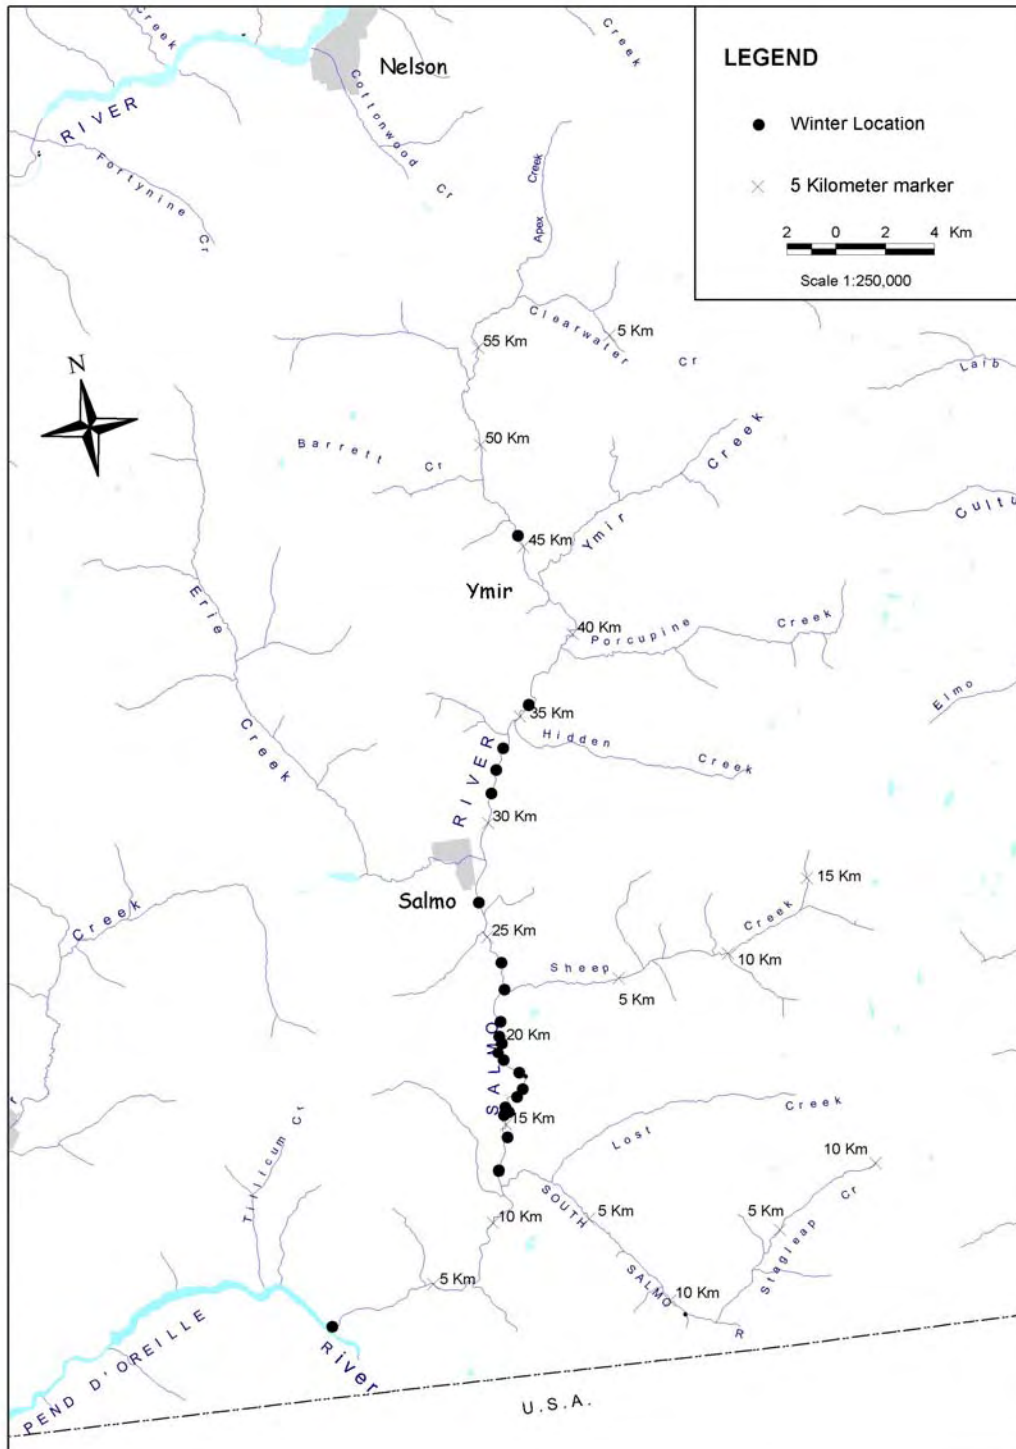 Creek
Nelson
Creek
LEGEND
Winter Location
5 Kilometer marker
2 0 2 4 Km
Scale 1:250,000
RIVER
Cottonwood Cr
Fortynine Cr
Apex Creek
Clearwater Cr
5 Km
55 Km
Laib
N
50 Km
Barrett Cr
Ymir Creek
Cultu
45 Km
Ymir
40 Km
Porcupine Creek
Erie Creek
Elmo
35 Km
Hidden Creek
RIVER
30 Km
Salmo
15 Km
Creek
25 Km
Sheep Creek
10 Km
5 Km
20 Km
SALMO
15 Km
Lost Creek
Tillicum Cr
r
10 Km
SOUTH SALMO R
5 Km
5 Km
Stagleap Cr
10 Km
5 Km
10 Km
PEND D'OREILLE River
U.S.A.